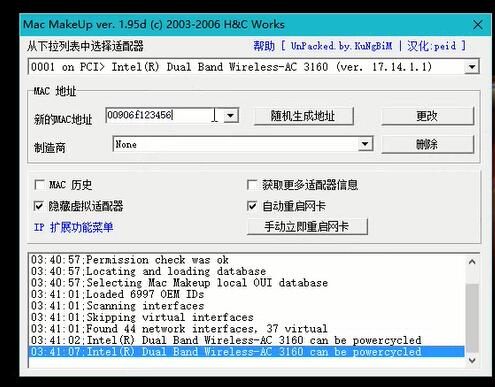 Mac MakeUp ver. 1.95d (c) 2003-2006 H&C Works
从下拉列表中选择适配器
帮助 [ UnPacked.by.KuNgBiM | 汉化:peid ]
0001 on PCI> Intel(R) Dual Band Wireless-AC 3160 (ver. 17.14.1.1)
MAC 地址
新的MAC地址 00906f123456 随机生成地址 更改
制造商 None 删除
MAC 历史 获取更多适配器信息
隐藏虚拟适配器 自动重启网卡
IP 扩展功能菜单 手动立即重启网卡
03:40:57;Permission check was ok
03:40:57;Locating and loading database
03:40:57;Selecting Mac Makeup local OUI database
03:41:01;Loaded 6997 OEM IDs
03:41:01;Scanning interfaces
03:41:01;Skipping virtual interfaces
03:41:01;Found 44 network interfaces, 37 virtual
03:41:02;Intel(R) Dual Band Wireless-AC 3160 can be powercycled
03:41:07;Intel(R) Dual Band Wireless-AC 3160 can be powercycled